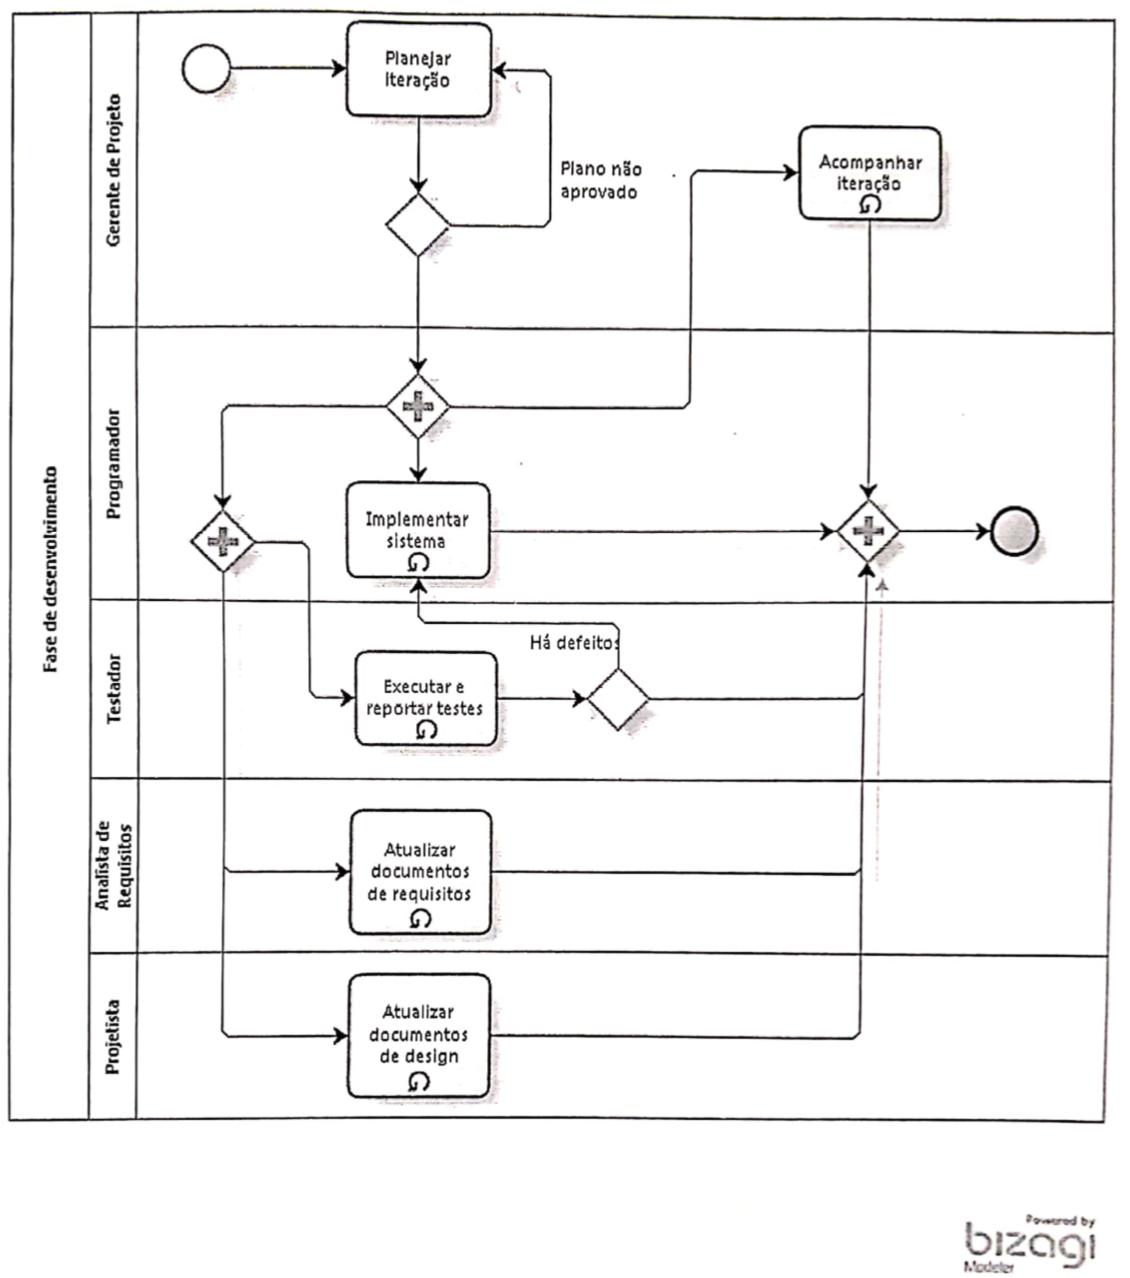 Fase de desenvolvimento
Gerente de Projeto
Planejar
iteração
Plano não
aprovado
Acompanhar
iteração
Programador
Implementar
sistema
Testador
Há defeitos
Executar e
reportar testes
Analista de
Requisitos
Atualizar
documentos
de requisitos
Projetista
Atualizar
documentos
de design
Powered by
bizagi
Modeler